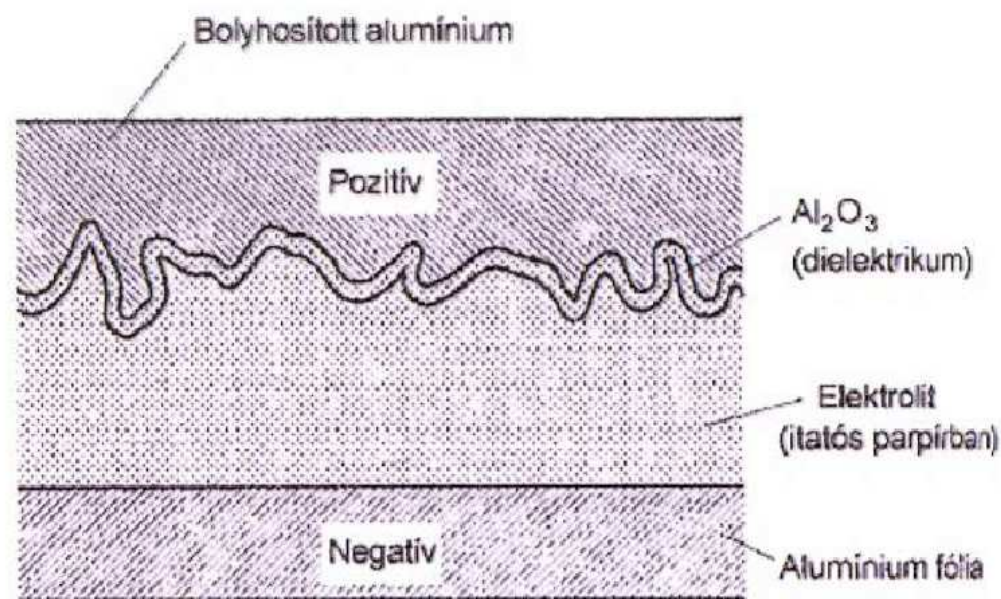 Bolyhosított alumínium
Pozitív
Al₂O₃
(dielektrikum)
Elektrolit
(itatós parpírban)
Negatív
Alumínium fólia